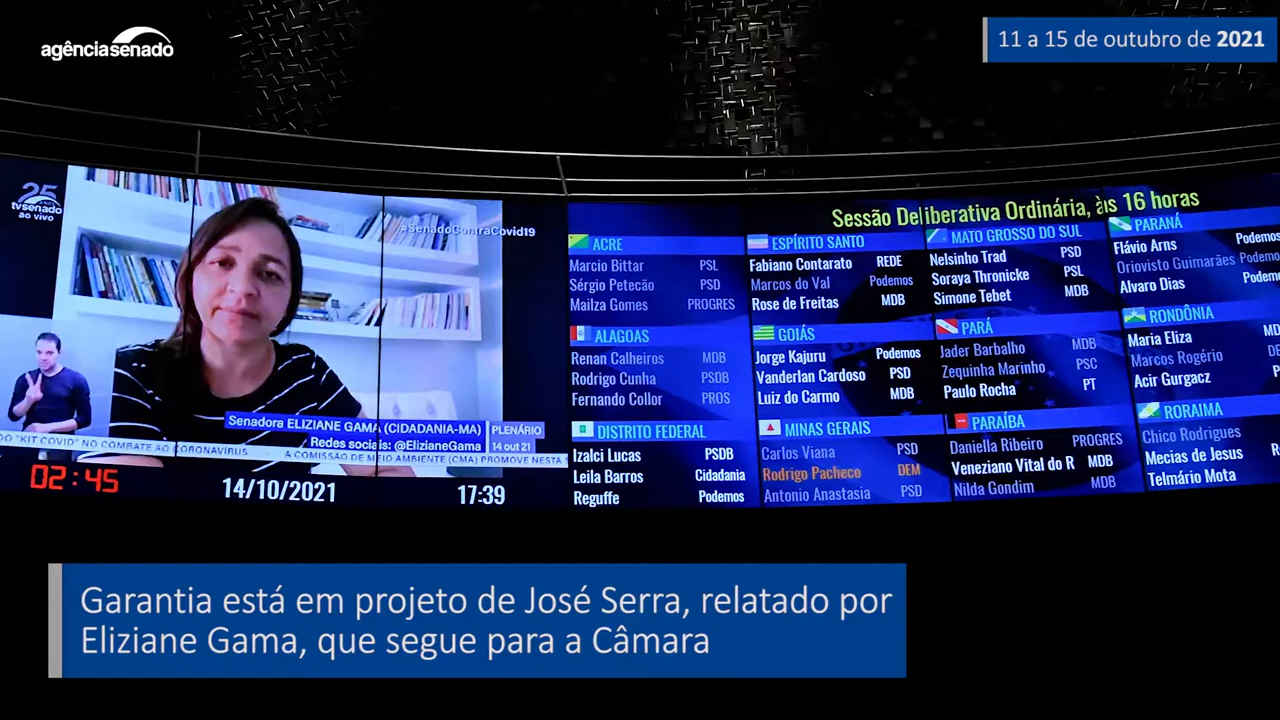 agênciasenado
11 a 15 de outubro de 2021
25
tvsenado
ao vivo
#SenadoContraCovid19
Senadora ELIZIANE GAMA (CIDADANIA-MA)
Redes sociais: @ElizianeGama
PLENÁRIO
14 out 21
DO "KIT COVID" NO COMBATE AO CORONAVÍRUS A COMISSÃO DE MEIO AMBIENTE (CMA) PROMOVE NESTA
02:45
14/10/2021
17:39
Sessão Deliberativa Ordinária, às 16 horas
ACRE
Marcio Bittar PSL
Sérgio Petecão PSD
Mailza Gomes PROGRES
ALAGOAS
Renan Calheiros MDB
Rodrigo Cunha PSDB
Fernando Collor PROS
DISTRITO FEDERAL
Izalci Lucas PSDB
Leila Barros Cidadania
Reguffe Podemos
ESPÍRITO SANTO
Fabiano Contarato REDE
Marcos do Val Podemos
Rose de Freitas MDB
GOIÁS
Jorge Kajuru Podemos
Vanderlan Cardoso PSD
Luiz do Carmo MDB
MINAS GERAIS
Carlos Viana PSD
Rodrigo Pacheco DEM
Antonio Anastasia PSD
MATO GROSSO DO SUL
Nelsinho Trad PSD
Soraya Thronicke PSL
Simone Tebet MDB
PARÁ
Jader Barbalho MDB
Zequinha Marinho PSC
Paulo Rocha PT
PARAÍBA
Daniella Ribeiro PROGRES
Veneziano Vital do R MDB
Nilda Gondim MDB
PARANÁ
Flávio Arns Podemos
Oriovisto Guimarães Podemo
Alvaro Dias Podem
RONDÔNIA
Maria Eliza
Marcos Rogério
Acir Gurgacz
RORAIMA
Chico Rodrigues
Mecias de Jesus
Telmário Mota
Garantia está em projeto de José Serra, relatado por
Eliziane Gama, que segue para a Câmara